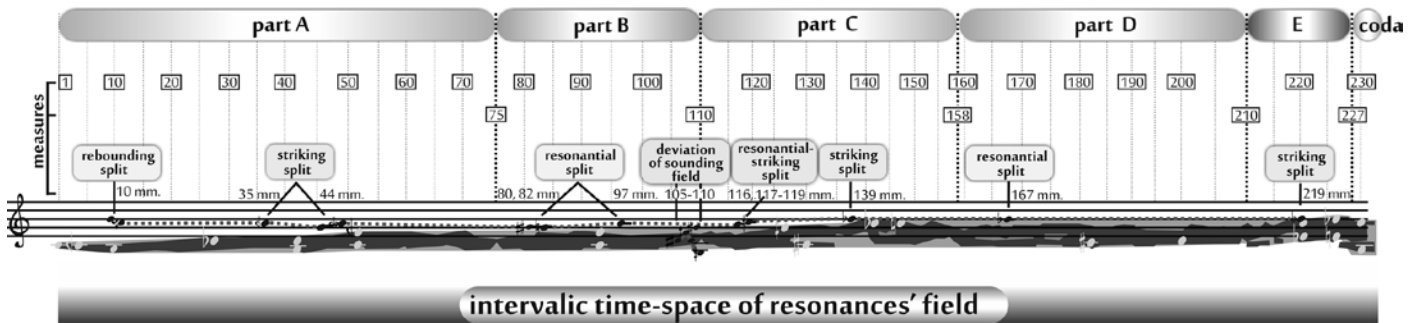 part A part B part C part D E coda
1 10 20 30 40 50 60 70 80 90 100 120 130 140 150 160 170 180 190 200 220 230
75 110 158 210 227
measures
rebounding
split
10 mm.
striking
split
35 mm. 44 mm.
resonantial
split
80, 82 mm. 97 mm.
deviation
of sounding
field
105-110
resonantial-
striking
split
116, 117-119 mm.
striking
split
139 mm.
resonantial
split
167 mm.
striking
split
219 mm.
intervalic time-space of resonances' field